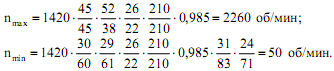 n_max = 1420 · 45/45 · 52/38 · 26/22 · 210/210 · 0,985 = 2260 об/мин;
n_min = 1420 · 30/60 · 29/61 · 26/22 · 210/210 · 0,985 · 31/83 · 24/71 = 50 об/мин.